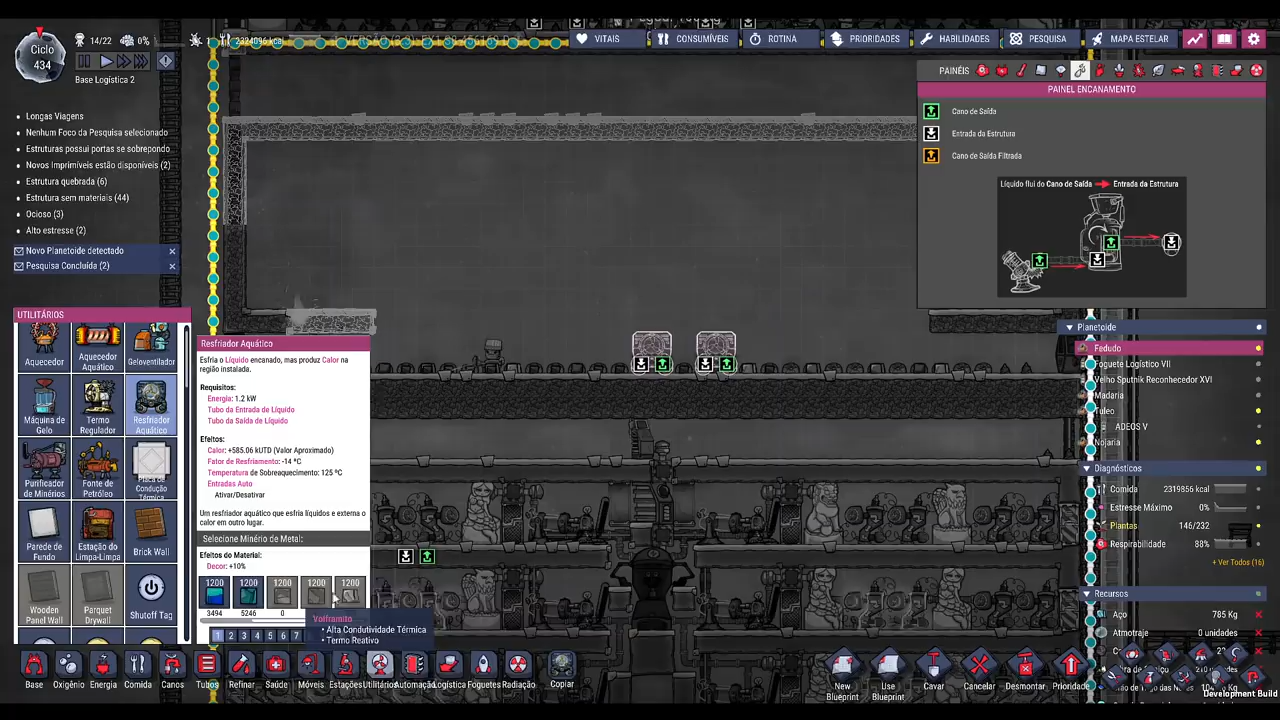 Ciclo
434
14/22
0%
2324096 kcal
Base Logística 2
VITAIS
CONSUMÍVEIS
ROTINA
PRIORIDADES
HABILIDADES
PESQUISA
MAPA ESTELAR
PAINÉIS
PAINEL ENCANAMENTO
Cano de Saída
Entrada da Estrutura
Cano de Saída Filtrada
Líquido flui do Cano de Saída
Entrada da Estrutura
Longas Viagens
Nenhum Foco da Pesquisa selecionado
Estruturas possui portas se sobrepondo
Novos Imprimíveis estão disponíveis (2)
Estrutura quebrada (6)
Estrutura sem materiais (44)
Ocioso (3)
Alto estresse (2)
Novo Planetoide detectado
Pesquisa Concluída (2)
UTILITÁRIOS
Aquecedor
Aquecedor Aquático
Geloventilador
Máquina de Gelo
Termo Regulador
Resfriador Aquático
Purificador de Minérios
Fonte de Petróleo
Placa de Condução Térmica
Parede de Fundo
Estação do Limpa-Limpa
Brick Wall
Wooden Panel Wall
Parquet Drywall
Shutoff Tag
Resfriador Aquático
Esfria o Líquido encanado, mas produz Calor na
região instalada.
Requisitos:
Energia: 1.2 kW
Tubo da Entrada de Líquido
Tubo da Saída de Líquido
Efeitos:
Calor: +585.06 kUTD (Valor Aproximado)
Fator de Resfriamento: -14 ºC
Temperatura de Sobreaquecimento: 125 ºC
Entradas Auto
Ativar/Desativar
Um resfriador aquático que esfria líquidos e externa o
calor em outro lugar.
Selecione Minério de Metal:
Efeitos do Material:
Decor: +10%
1200 1200 1200 1200 1200
3494 5246 0
1 2 3 4 5 6 7
Volframito
• Alta Condutividade Térmica
• Termo Reativo
Planetoide
Fedudo
Foguete Logístico VII
Velho Sputnik Reconhecedor XVI
Madaria
Tuleo
ADEOS V
Nojaria
Diagnósticos
Comida 2319856 kcal
Estresse Máximo 0%
Plantas 146/232
Respirabilidade 88%
+ Ver Todos (16)
Recursos
Aço 785 Kg
Atmotraje: 0 unidades
Base
Oxigênio
Energia
Comida
Canos
Tubos
Refinar
Saúde
Móveis
Estações
Utilitários
Automação
Logística
Foguetes
Radiação
Copiar
New Blueprint
Use Blueprint
Cavar
Cancelar
Desmontar
Prioridade
Development Build